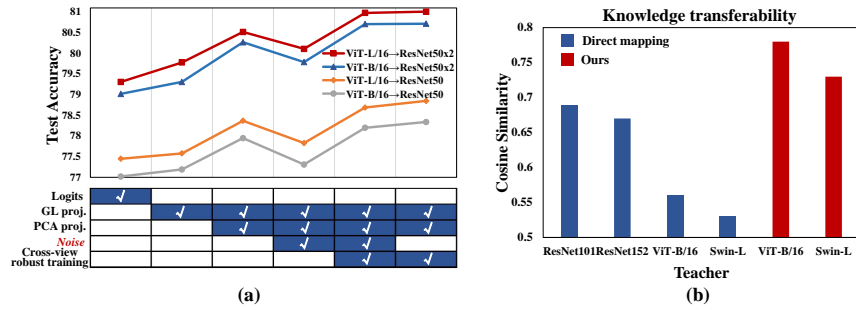 81
80.5
80
79.5
79
78.5
78
77.5
77
Test Accuracy
ViT-L/16→ResNet50x2
ViT-B/16→ResNet50x2
ViT-L/16→ResNet50
ViT-B/16→ResNet50
Logits √
GL proj. √ √ √ √ √
PCA proj. √ √ √ √
Noise √ √
Cross-view
robust training √ √
(a)
Knowledge transferability
0.8
0.75
0.7
0.65
0.6
0.55
0.5
Cosine Similarity
Direct mapping
Ours
ResNet101 ResNet152 ViT-B/16 Swin-L ViT-B/16 Swin-L
Teacher
(b)